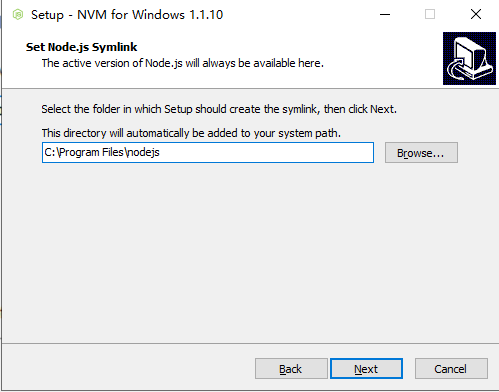 Setup - NVM for Windows 1.1.10
Set Node.js Symlink
The active version of Node.js will always be available here.
Select the folder in which Setup should create the symlink, then click Next.
This directory will automatically be added to your system path.
C:\Program Files\nodejs
Browse...
Back
Next
Cancel